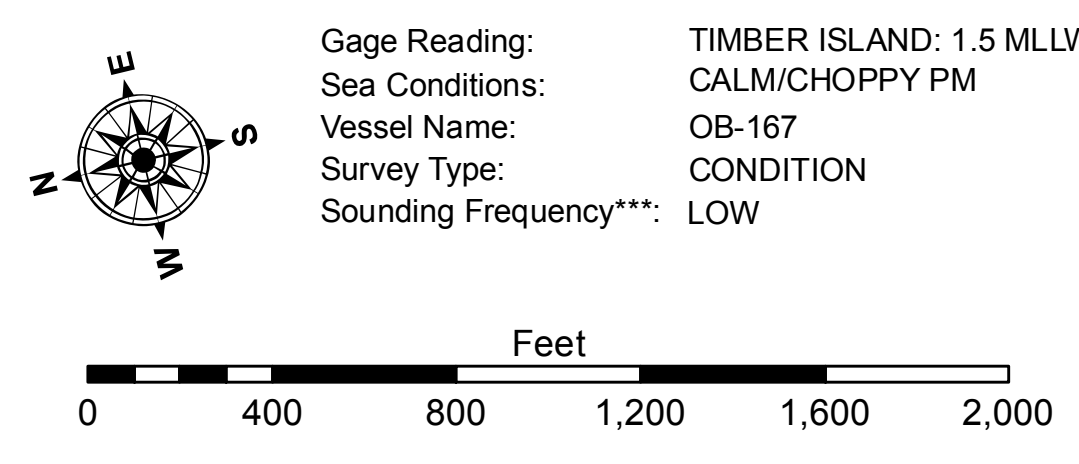 E
S
N
W
Gage Reading: TIMBER ISLAND: 1.5 MLLW
Sea Conditions: CALM/CHOPPY PM
Vessel Name: OB-167
Survey Type: CONDITION
Sounding Frequency***: LOW
Feet
0 400 800 1,200 1,600 2,000